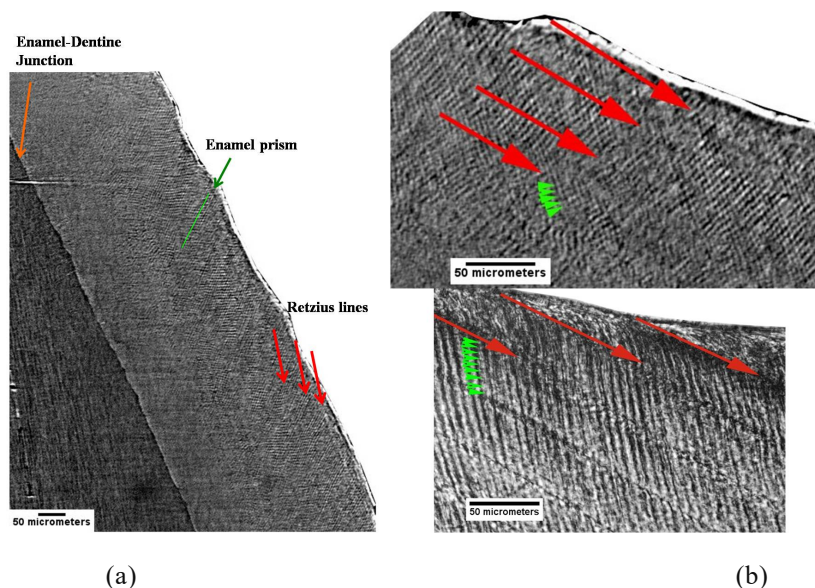 Enamel-Dentine
Junction
Enamel prism
Retzius lines
50 micrometers
50 micrometers
50 micrometers
(a)
(b)